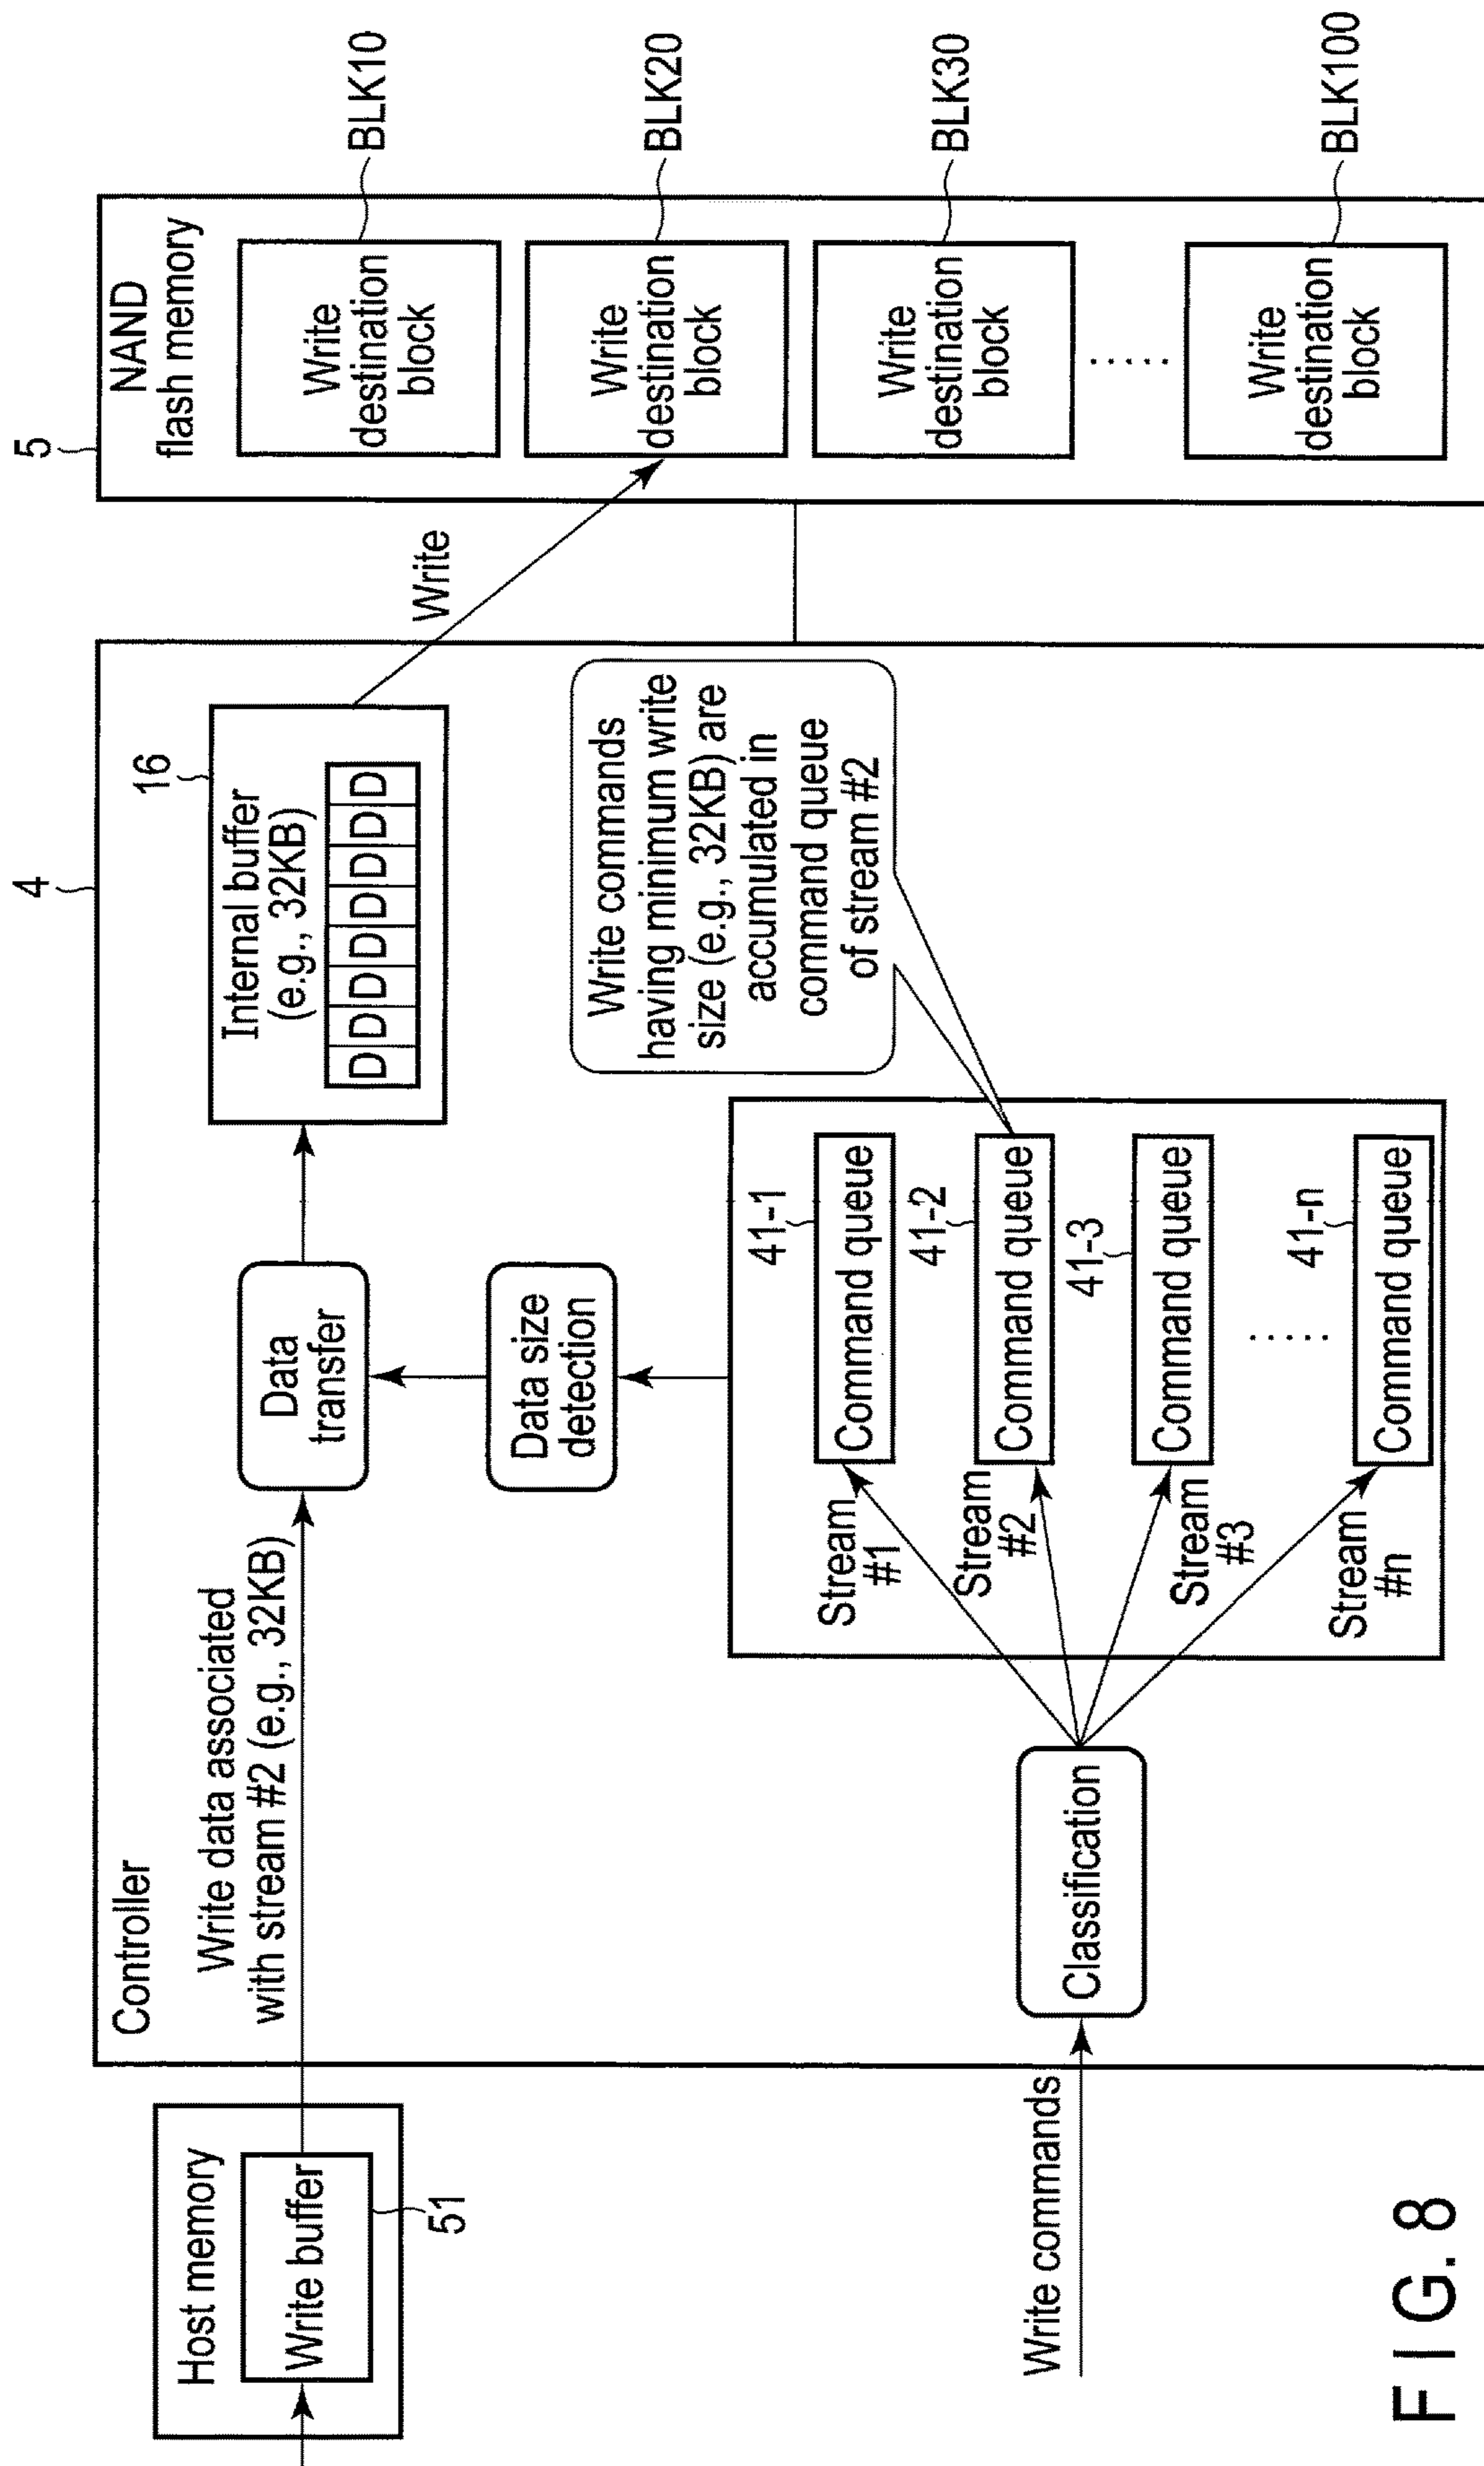 Host memory
Write buffer
51
Controller
4
Write data associated
with stream #2 (e.g., 32KB)
Data
transfer
Data size
detection
Internal buffer
(e.g., 32KB)
16
D D D D D D D D
Write commands
having minimum write
size (e.g., 32KB) are
accumulated in
command queue
of stream #2
Write commands
Classification
Stream
#1
Stream
#2
Stream
#3
Stream
#n
41-1
Command queue
41-2
Command queue
41-3
Command queue
......
41-n
Command queue
Write
5
NAND
flash memory
Write
destination
block
BLK10
Write
destination
block
BLK20
Write
destination
block
BLK30
.....
Write
destination
block
BLK100
FIG. 8